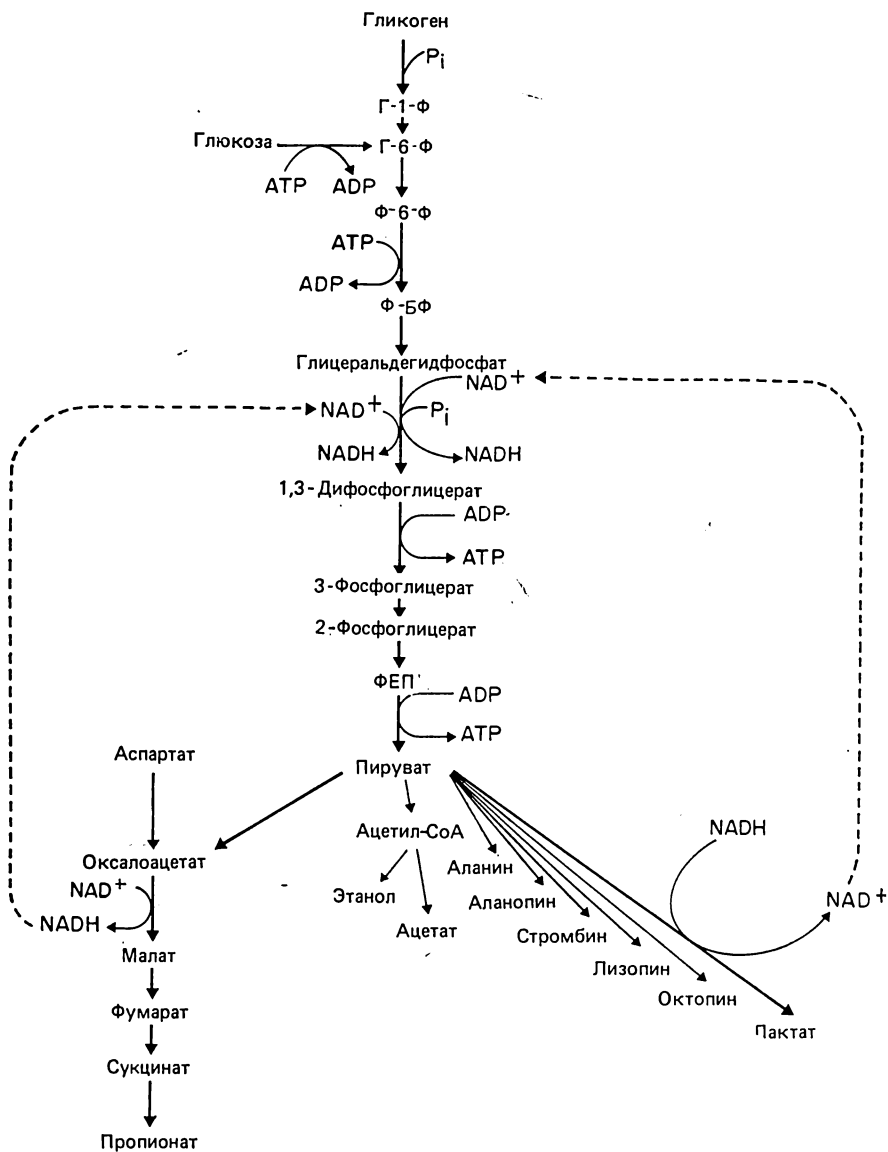 Гликоген
Pi
Г-1-Ф
Глюкоза
Г-6-Ф
ATP
ADP
Ф-6-Ф
ATP
ADP
Ф-БФ
Глицеральдегидфосфат
NAD+
NAD+
Pi
NADH
NADH
1,3-Дифосфоглицерат
ADP
ATP
3-Фосфоглицерат
2-Фосфоглицерат
ФЕП
ADP
ATP
Аспартат
Пируват
Ацетил-СоА
NADH
Оксалоацетат
Аланин
NAD+
Этанол
Аланопин
NAD+
NADH
Ацетат
Стромбин
Малат
Лизопин
Октопин
Фумарат
Лактат
Сукцинат
Пропионат